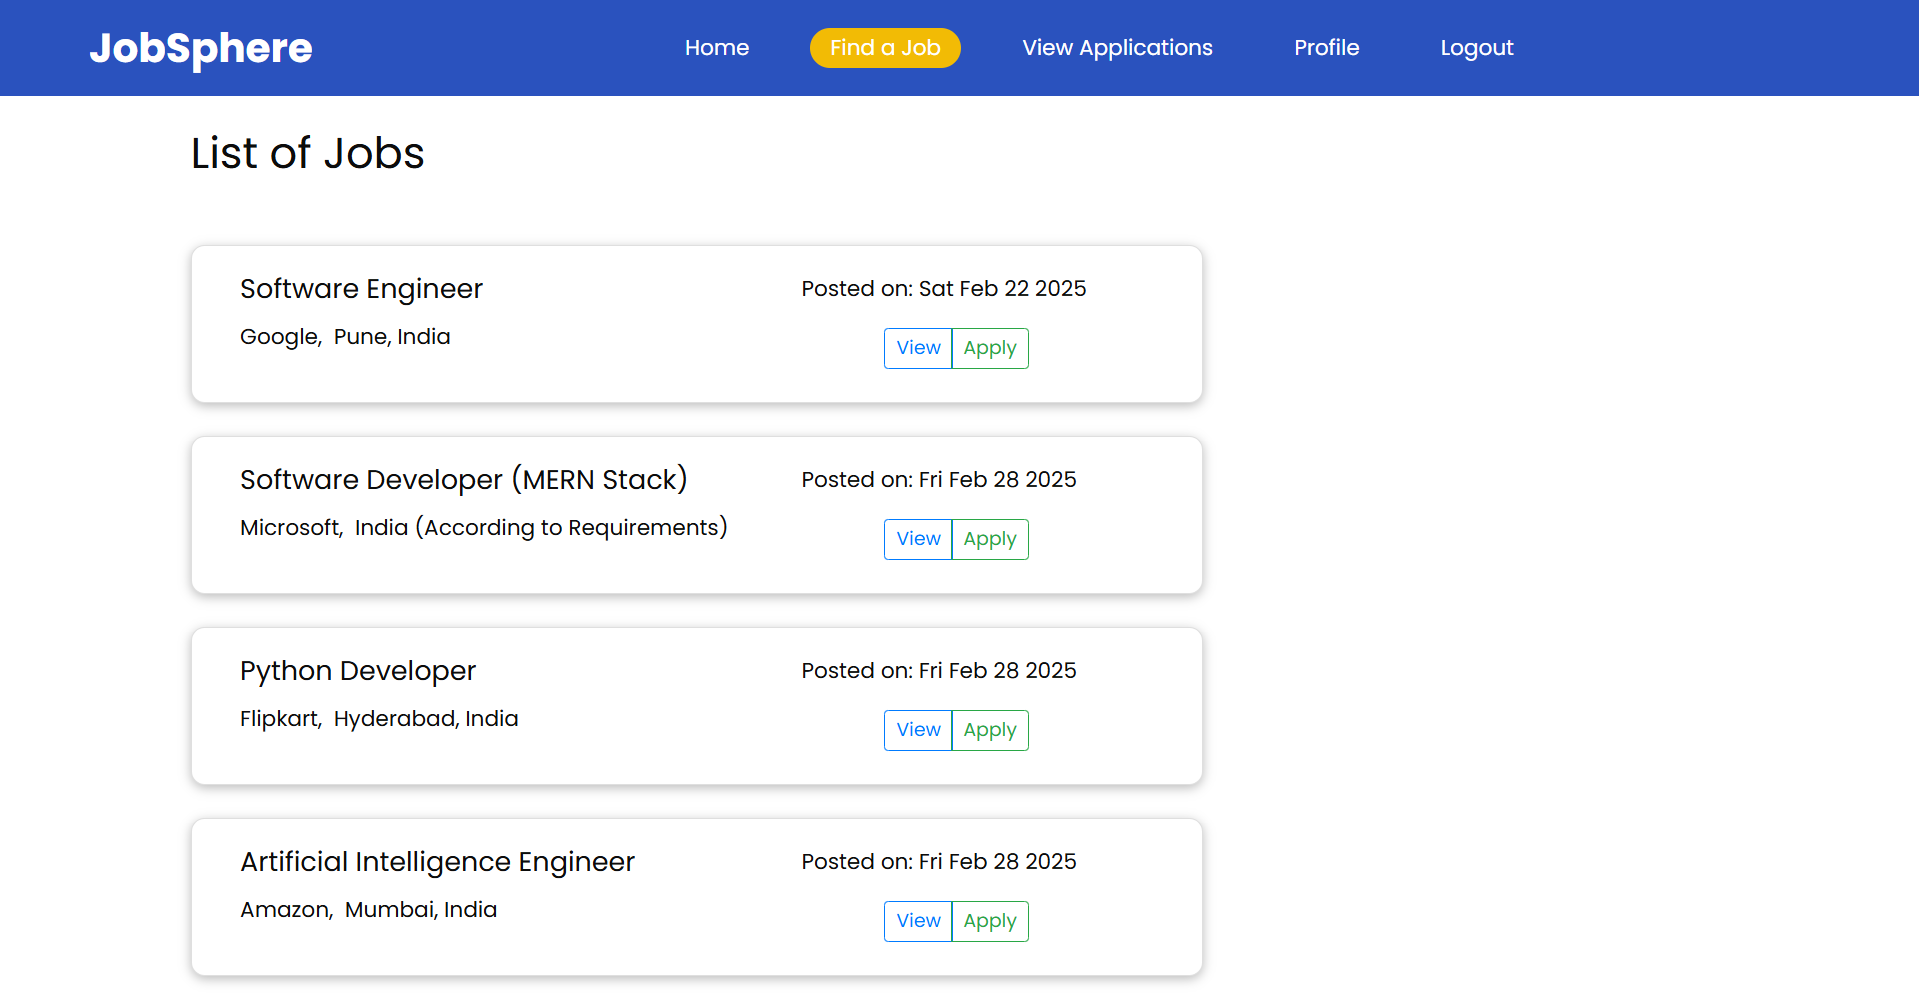 JobSphere Home Find a Job View Applications Profile Logout
List of Jobs
Software Engineer Posted on: Sat Feb 22 2025
Google, Pune, India
View Apply
Software Developer (MERN Stack) Posted on: Fri Feb 28 2025
Microsoft, India (According to Requirements)
View Apply
Python Developer Posted on: Fri Feb 28 2025
Flipkart, Hyderabad, India
View Apply
Artificial Intelligence Engineer Posted on: Fri Feb 28 2025
Amazon, Mumbai, India
View Apply